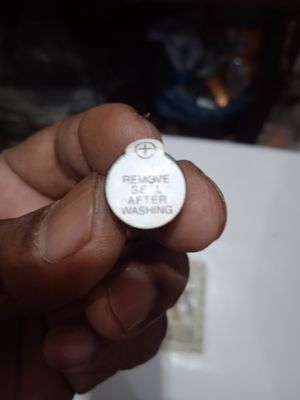 +
REMOVE
SEAL
AFTER
WASHING